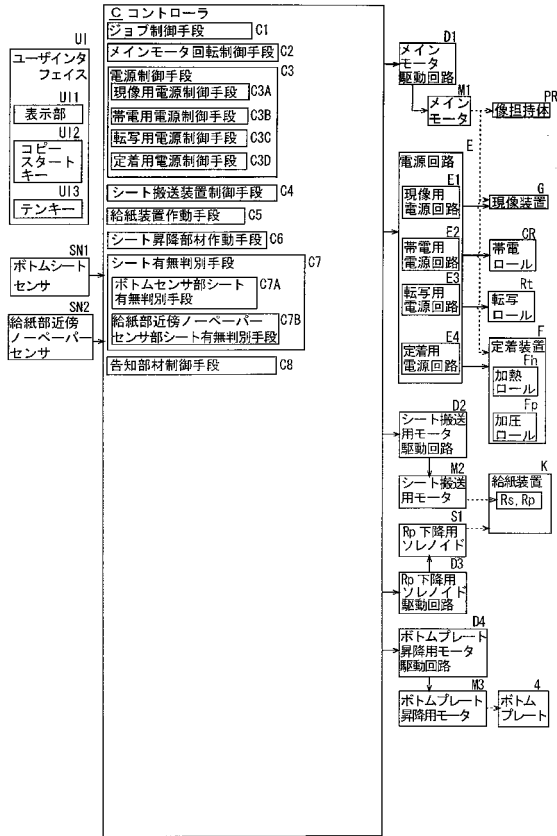 UI
ユーザインタ
フェイス
UI1
表示部
UI2
コピー
スタート
キー
UI3
テンキー
SN1
ボトムシート
センサ
SN2
給紙部近傍
ノーペーパー
センサ
C コントローラ
ジョブ制御手段 C1
メインモータ回転制御手段 C2
電源制御手段 C3
現像用電源制御手段 C3A
帯電用電源制御手段 C3B
転写用電源制御手段 C3C
定着用電源制御手段 C3D
シート搬送装置制御手段 C4
給紙装置作動手段 C5
シート昇降部材作動手段 C6
シート有無判別手段 C7
ボトムセンサ部シート
有無判別手段 C7A
給紙部近傍ノーペーパー
センサ部シート有無判別手段 C7B
告知部材制御手段 C8
D1
メイン
モータ
駆動回路
M1
メイン
モータ
PR
像担持体
E
電源回路
E1
現像用
電源回路
G
現像装置
E2
帯電用
電源回路
CR
帯電
ロール
E3
転写用
電源回路
Rt
転写
ロール
E4
定着用
電源回路
F
定着装置
Fh
加熱
ロール
Fp
加圧
ロール
D2
シート搬送
用モータ
駆動回路
M2
シート搬送
用モータ
K
給紙装置
Rs,Rp
S1
Rp 下降用
ソレノイド
D3
Rp 下降用
ソレノイド
駆動回路
D4
ボトムプレート
昇降用モータ
駆動回路
M3
ボトムプレート
昇降用モータ
4
ボトム
プレート